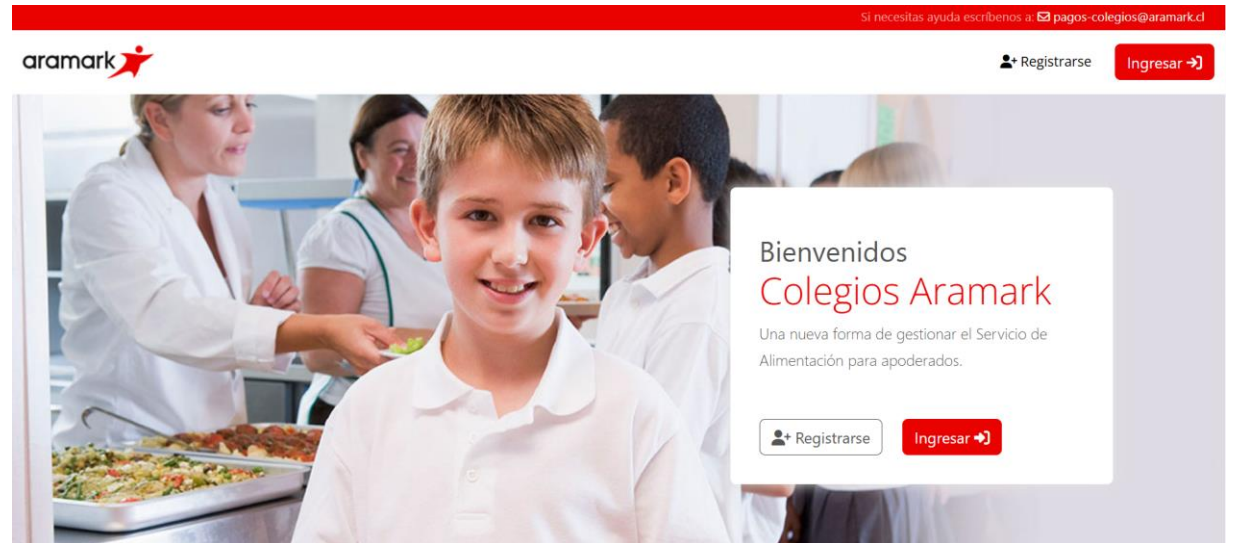 Si necesitas ayuda escríbenos a: pagos-colegios@aramark.cl
aramark
Registrarse
Ingresar
Bienvenidos
Colegios Aramark
Una nueva forma de gestionar el Servicio de
Alimentación para apoderados.
Registrarse
Ingresar